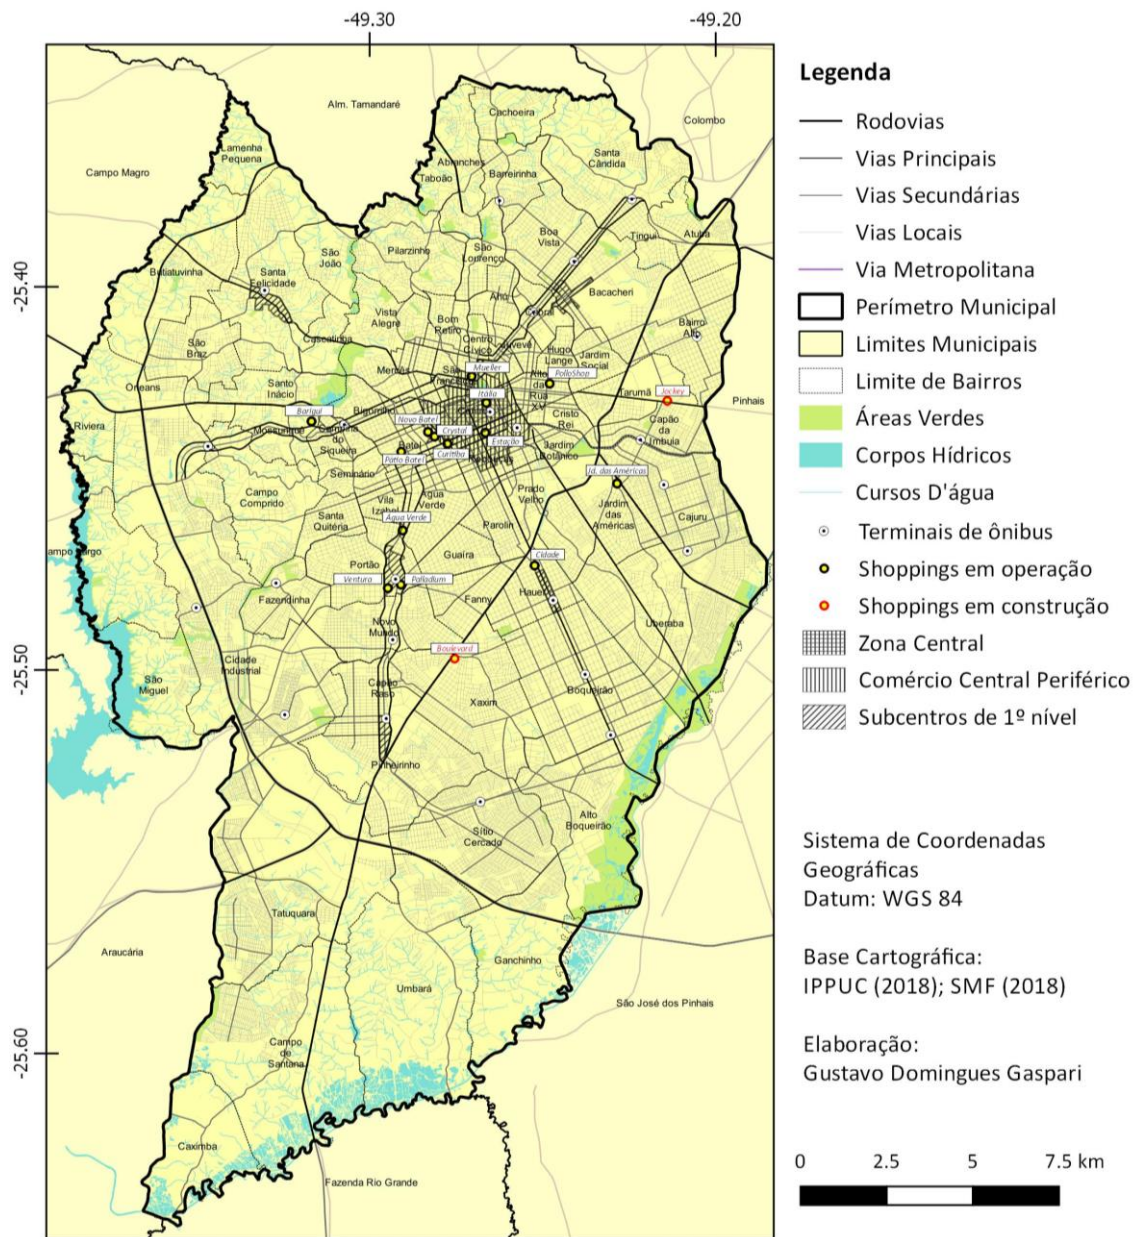 -49.30
-49.20
-25.40
-25.50
-25.60
Alm. Tamandaré
Cachoeira
Colombo
Lamenha
Pequena
Campo Magro
Abranches
Taboão
Barreirinha
Santa
Cândida
Boa
Vista
Tingui
Atuba
São
João
Pilarzinho
São
Lourenço
Butiatuvinha
Santa
Felicidade
Bacacheri
Ahú
Cabral
Vista
Alegre
Bom
Retiro
Centro
Cívico
Juvevê
Hugo
Lange
Jardim
Social
Bairro
Alto
São
Braz
Cascatinha
Mercês
São
Francisco
Mueller
Alto
da
Rua
XV
PolloShop
Orleans
Santo
Inácio
Tarumã
Jockey
Pinhais
Itália
Barigui
Bigorrilho
Novo Batel
Crystal
Cristo
Rei
Capão
da
Imbuia
Riviera
Mossunguê
Campina
do
Siqueira
Batel
Estação
Curitiba
Jardim
Botânico
Patio Batel
Seminário
Jd. das Américas
Campo
Comprido
Vila
Izabel
Água
Verde
Prado
Velho
Jardim
das
Américas
Cajuru
Santa
Quitéria
Água Verde
Parolin
Guaíra
Portão
Cidade
Ventura
Palladium
Fazendinha
Fanny
Hauer
Novo
Mundo
Uberaba
Boulevard
Cidade
Industrial
São
Miguel
Capão
Raso
Xaxim
Boqueirão
Pinheirinho
Sítio
Cercado
Alto
Boqueirão
Tatuquara
Araucária
Ganchinho
Umbará
São José dos Pinhais
Campo
de
Santana
Caximba
Fazenda Rio Grande
Legenda
Rodovias
Vias Principais
Vias Secundárias
Vias Locais
Via Metropolitana
Perímetro Municipal
Limites Municipais
Limite de Bairros
Áreas Verdes
Corpos Hídricos
Cursos D'água
Terminais de ônibus
Shoppings em operação
Shoppings em construção
Zona Central
Comércio Central Periférico
Subcentros de 1º nível
Sistema de Coordenadas
Geográficas
Datum: WGS 84
Base Cartográfica:
IPPUC (2018); SMF (2018)
Elaboração:
Gustavo Domingues Gaspari
0 2.5 5 7.5 km